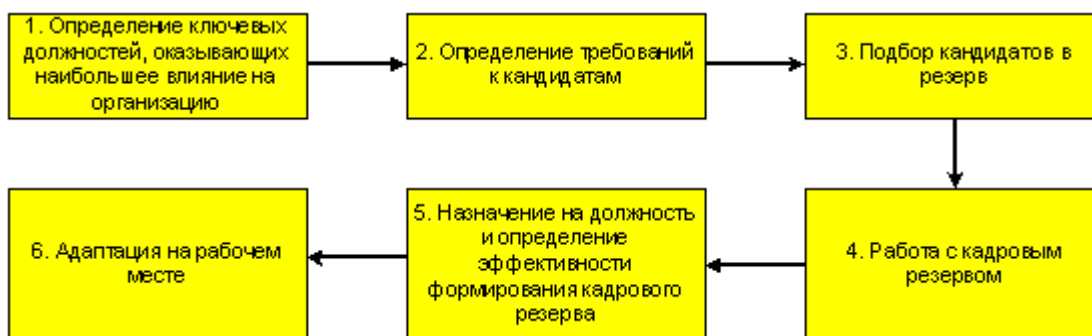 1. Определение ключевых
должностей, оказывающих
наибольшее влияние на
организацию
2. Определение требований
к кандидатам
3. Подбор кандидатов в
резерв
4. Работа с кадровым
резервом
5. Назначение на должность
и определение
эффективности
формирования кадрового
резерва
6. Адаптация на рабочем
месте